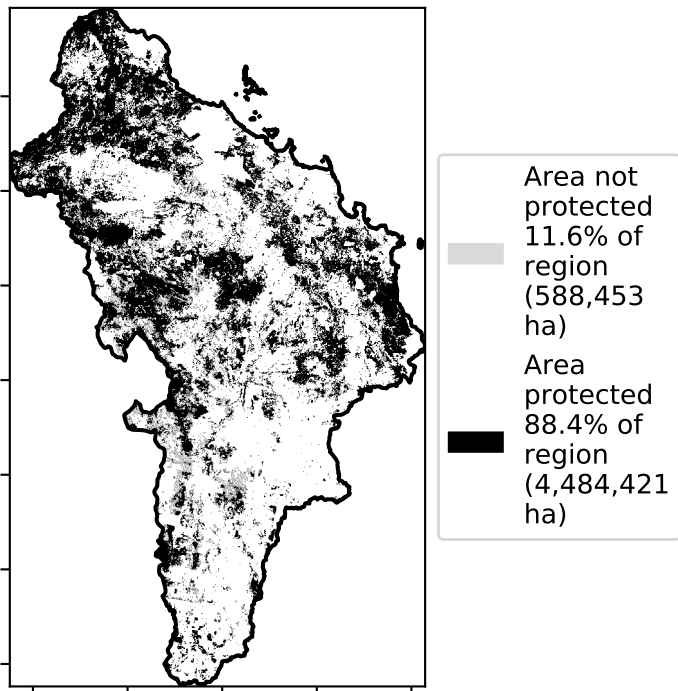 Area not
protected
11.6% of
region
(588,453
ha)
Area
protected
88.4% of
region
(4,484,421
ha)